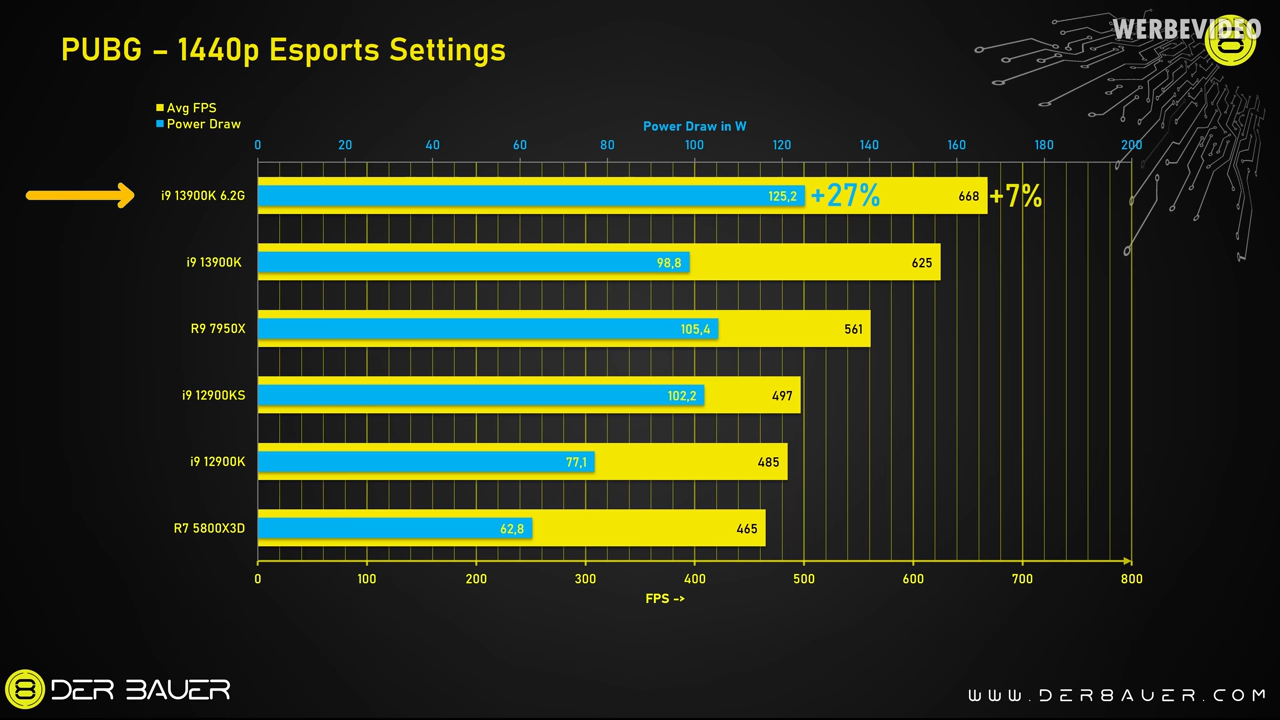 WERBEVIDEO
PUBG – 1440p Esports Settings
Avg FPS
Power Draw
Power Draw in W
0 20 40 60 80 100 120 140 160 180 200
i9 13900K 6.2G 125,2 +27% 668 +7%
i9 13900K 98,8 625
R9 7950X 105,4 561
i9 12900KS 102,2 497
i9 12900K 77,1 485
R7 5800X3D 62,8 465
0 100 200 300 400 500 600 700 800
FPS ->
8 DER 8AUER
WWW.DER8AUER.COM